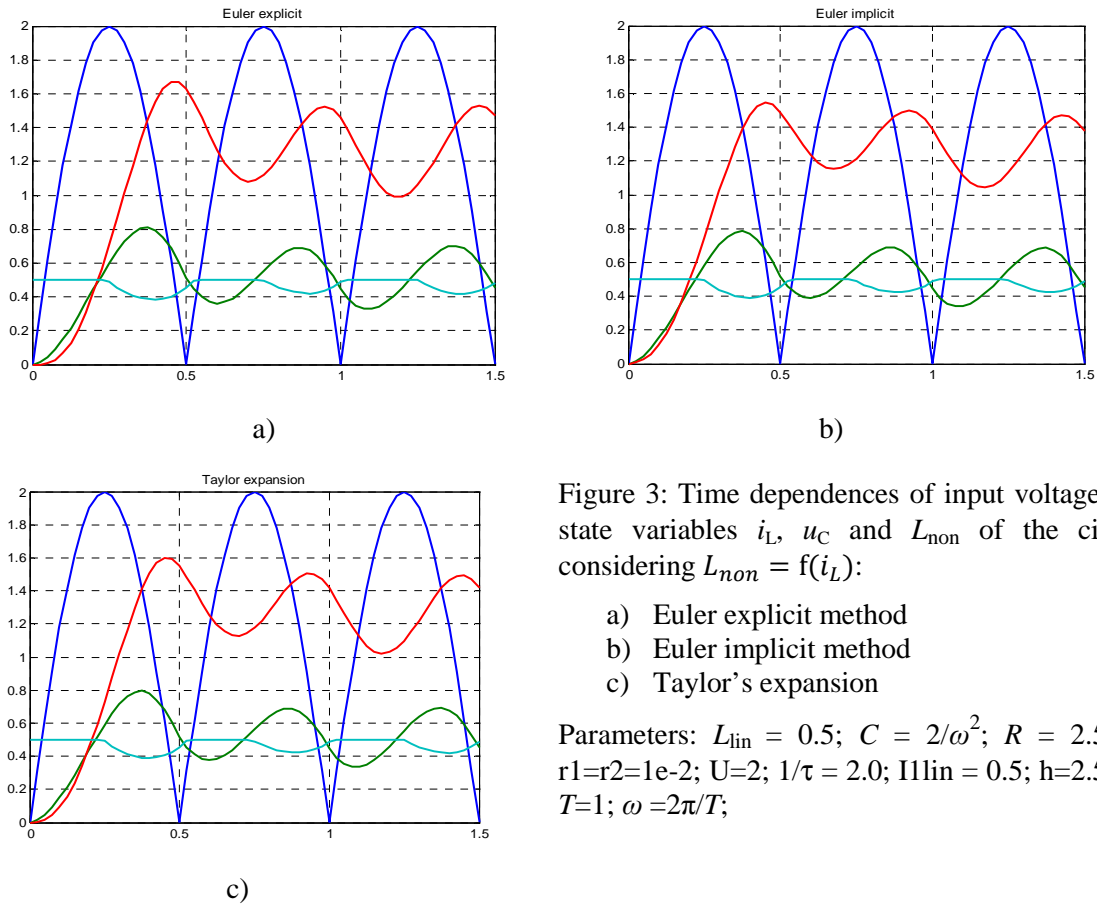 Euler explicit
2
1.8
1.6
1.4
1.2
1
0.8
0.6
0.4
0.2
0
0 0.5 1 1.5
a)
Euler implicit
2
1.8
1.6
1.4
1.2
1
0.8
0.6
0.4
0.2
0
0 0.5 1 1.5
b)
Taylor expansion
2
1.8
1.6
1.4
1.2
1
0.8
0.6
0.4
0.2
0
0 0.5 1 1.5
c)
Figure 3: Time dependences of input voltage
state variables i_L, u_C and L_non of the ci
considering L_non = f(i_L):
a) Euler explicit method
b) Euler implicit method
c) Taylor's expansion
Parameters: L_lin = 0.5; C = 2/ω²; R = 2.5
r1=r2=1e-2; U=2; 1/τ = 2.0; I1lin = 0.5; h=2.5
T=1; ω =2π/T;